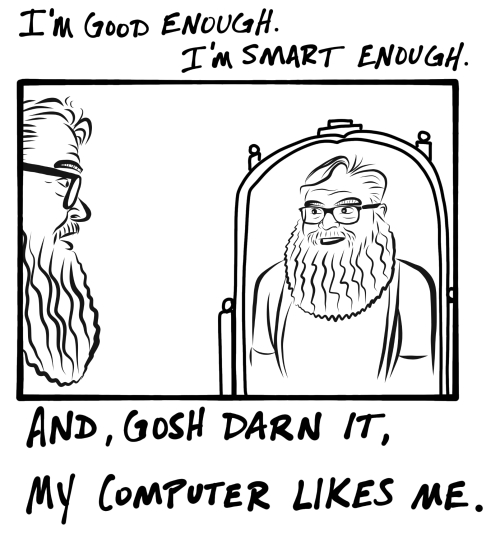 I'M GOOD ENOUGH.
I'M SMART ENOUGH.
AND, GOSH DARN IT,
MY COMPUTER LIKES ME.